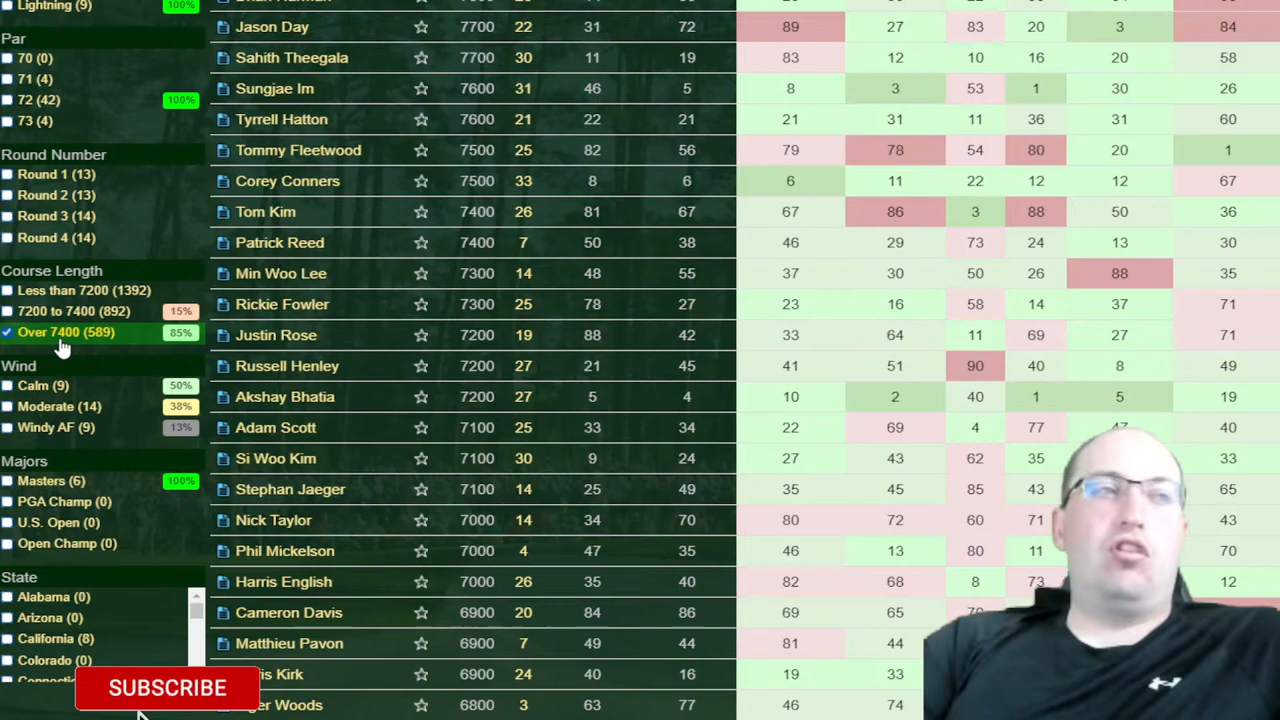 Lightning (9) 100%
Par
70 (0)
71 (4)
72 (42) 100%
73 (4)
Round Number
Round 1 (13)
Round 2 (13)
Round 3 (14)
Round 4 (14)
Course Length
Less than 7200 (1392)
7200 to 7400 (892) 15%
Over 7400 (589) 85%
Wind
Calm (9) 50%
Moderate (14) 38%
Windy AF (9) 13%
Majors
Masters (6) 100%
PGA Champ (0)
U.S. Open (0)
Open Champ (0)
State
Alabama (0)
Arizona (0)
California (8)
Colorado (0)
SUBSCRIBE
Jason Day 7700 22 31 72 89 27 83 20 3 84
Sahith Theegala 7700 30 11 19 83 12 10 16 20 58
Sungjae Im 7600 31 46 5 8 3 53 1 30 26
Tyrrell Hatton 7600 21 22 21 21 31 11 36 31 60
Tommy Fleetwood 7500 25 82 56 79 78 54 80 20 1
Corey Conners 7500 33 8 6 6 11 22 12 12 67
Tom Kim 7400 26 81 67 67 86 3 88 50 36
Patrick Reed 7400 7 50 38 46 29 73 24 13 30
Min Woo Lee 7300 14 48 55 37 30 50 26 88 35
Rickie Fowler 7300 25 78 27 23 16 58 14 37 71
Justin Rose 7200 19 88 42 33 64 11 69 27 71
Russell Henley 7200 27 21 45 41 51 90 40 8 49
Akshay Bhatia 7200 27 5 4 10 2 40 1 5 19
Adam Scott 7100 25 33 34 22 69 4 77 40
Si Woo Kim 7100 30 9 24 27 43 62 35 33
Stephan Jaeger 7100 14 25 49 35 45 85 43 65
Nick Taylor 7000 14 34 70 80 72 60 71 43
Phil Mickelson 7000 4 47 35 46 13 80 11 70
Harris English 7000 26 35 40 82 68 8 73 12
Cameron Davis 6900 20 84 86 69 65
Matthieu Pavon 6900 7 49 44 81 44
Kirk 6900 24 40 16 19 33
Woods 6800 3 63 77 46 74